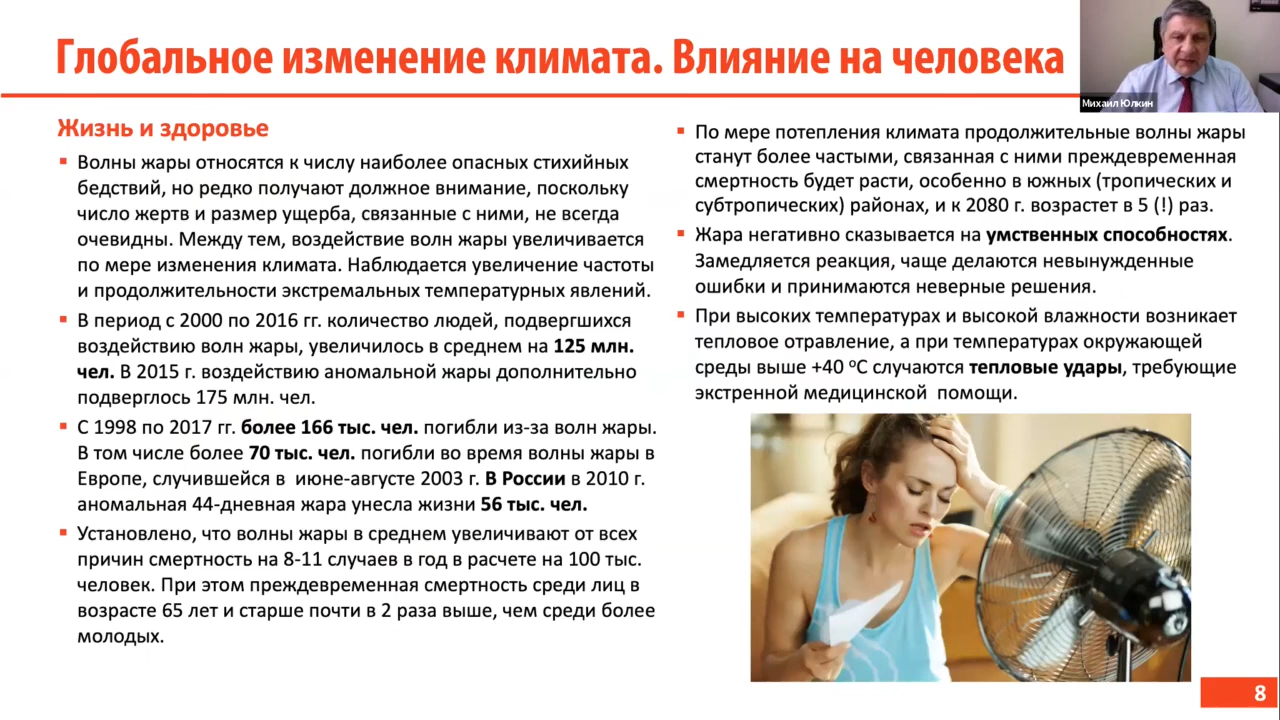 Глобальное изменение климата. Влияние на человека
Михаил Юлкин
Жизнь и здоровье
▪ Волны жары относятся к числу наиболее опасных стихийных
бедствий, но редко получают должное внимание, поскольку
число жертв и размер ущерба, связанные с ними, не всегда
очевидны. Между тем, воздействие волн жары увеличивается
по мере изменения климата. Наблюдается увеличение частоты
и продолжительности экстремальных температурных явлений.
▪ В период с 2000 по 2016 гг. количество людей, подвергшихся
воздействию волн жары, увеличилось в среднем на 125 млн.
чел. В 2015 г. воздействию аномальной жары дополнительно
подверглось 175 млн. чел.
▪ С 1998 по 2017 гг. более 166 тыс. чел. погибли из-за волн жары.
В том числе более 70 тыс. чел. погибли во время волны жары в
Европе, случившейся в июне-августе 2003 г. В России в 2010 г.
аномальная 44-дневная жара унесла жизни 56 тыс. чел.
▪ Установлено, что волны жары в среднем увеличивают от всех
причин смертность на 8-11 случаев в год в расчете на 100 тыс.
человек. При этом преждевременная смертность среди лиц в
возрасте 65 лет и старше почти в 2 раза выше, чем среди более
молодых.
▪ По мере потепления климата продолжительные волны жары
станут более частыми, связанная с ними преждевременная
смертность будет расти, особенно в южных (тропических и
субтропических) районах, и к 2080 г. возрастет в 5 (!) раз.
▪ Жара негативно сказывается на умственных способностях.
Замедляется реакция, чаще делаются невынужденные
ошибки и принимаются неверные решения.
▪ При высоких температурах и высокой влажности возникает
тепловое отравление, а при температурах окружающей
среды выше +40 ºС случаются тепловые удары, требующие
экстренной медицинской помощи.
8